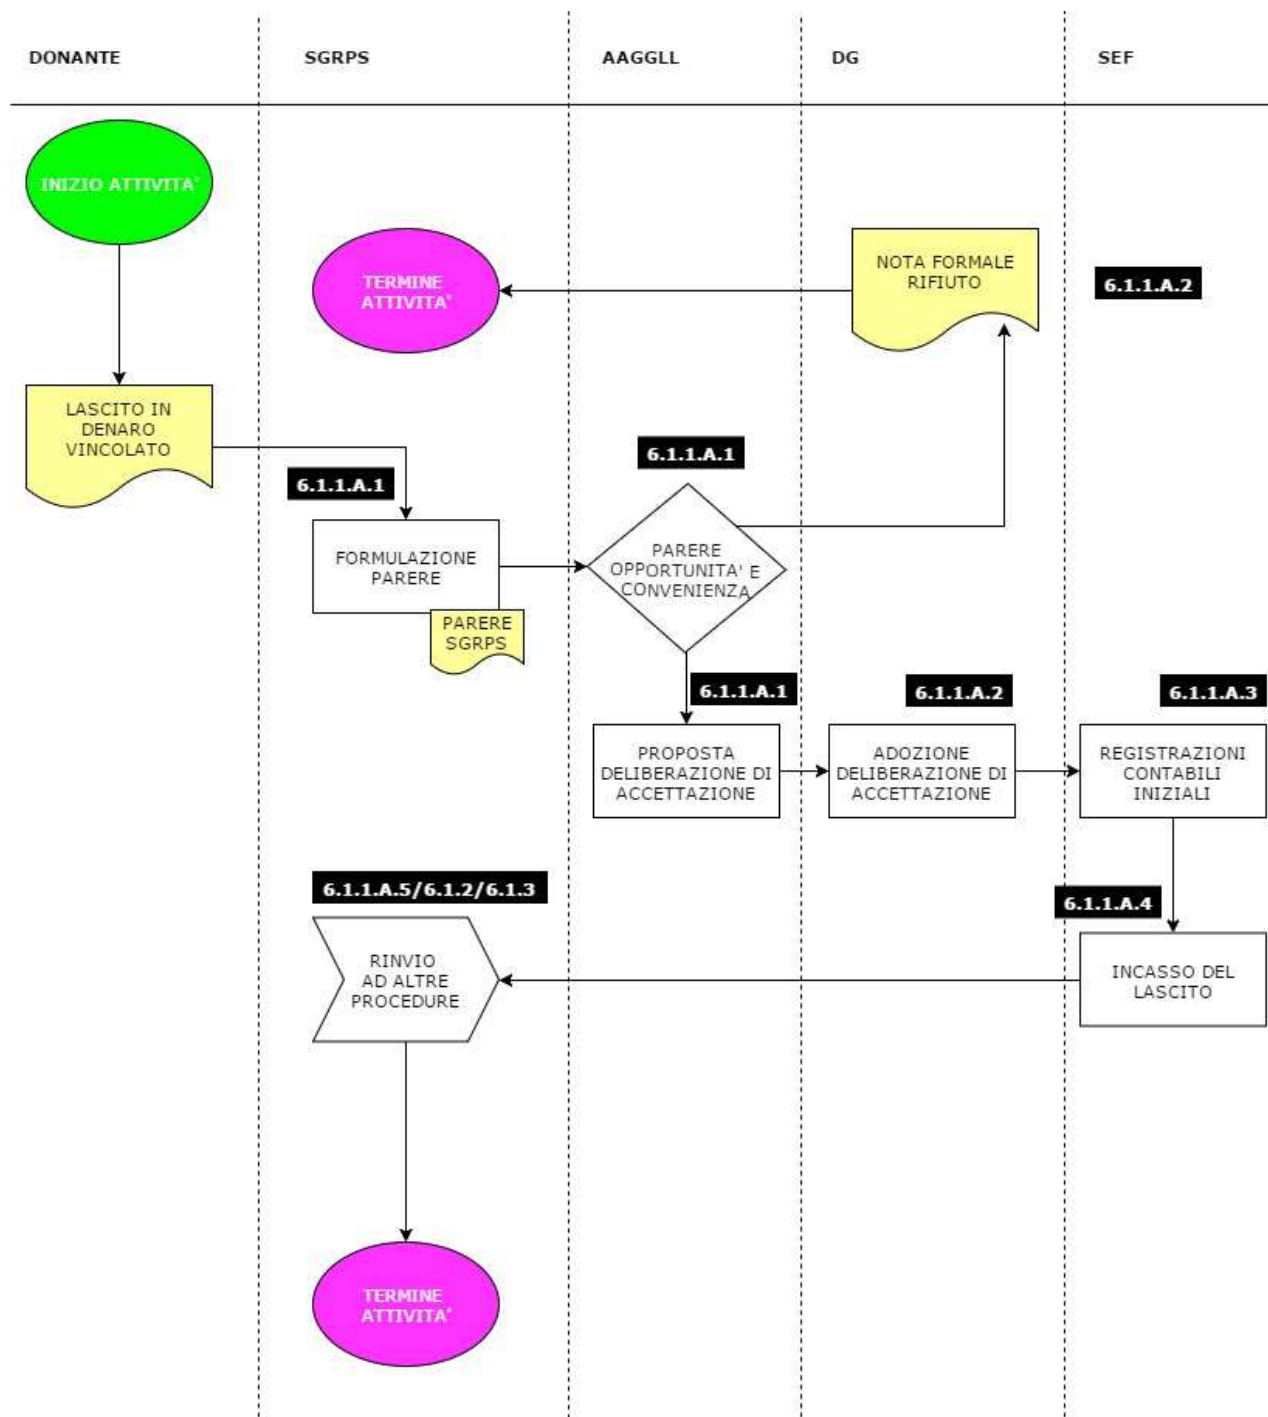 DONANTE
SGRPS
AAGGLL
DG
SEF
INIZIO ATTIVITA'
TERMINE
ATTIVITA'
NOTA FORMALE
RIFIUTO
6.1.1.A.2
LASCITO IN
DENARO
VINCOLATO
6.1.1.A.1
FORMULAZIONE
PARERE
PARERE
SGRPS
6.1.1.A.1
PARERE
OPPORTUNITA' E
CONVENIENZA
6.1.1.A.1
PROPOSTA
DELIBERAZIONE DI
ACCETTAZIONE
6.1.1.A.2
ADOZIONE
DELIBERAZIONE DI
ACCETTAZIONE
6.1.1.A.3
REGISTRAZIONI
CONTABILI
INIZIALI
6.1.1.A.5/6.1.2/6.1.3
RINVIO
AD ALTRE
PROCEDURE
6.1.1.A.4
INCASSO DEL
LASCITO
TERMINE
ATTIVITA'